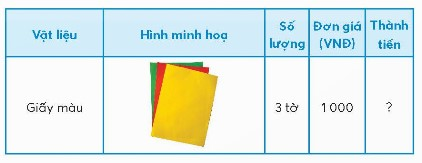 Vật liệu
Hình minh hoạ
Số
lượng
Đơn giá
(VNĐ)
Thành
tiền
Giấy màu
3 tờ
1 000
?